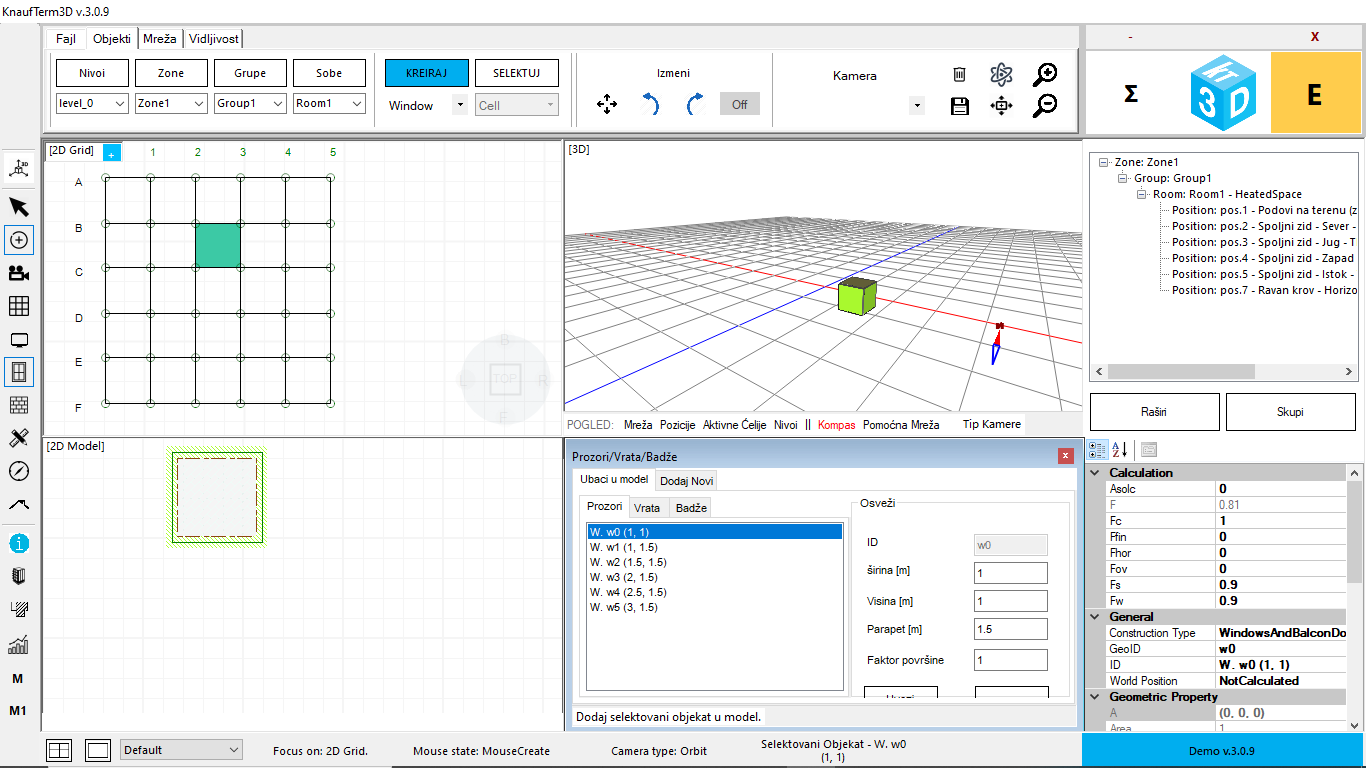 KnaufTerm3D v.3.0.9
Fajl Objekti Mreža Vidljivost
- X
Nivoi Zone Grupe Sobe KREIRAJ SELEKTUJ Izmeni Kamera
level_0 Zone1 Group1 Room1 Window Cell Off
Σ KT 3D E
[2D Grid] + 1 2 3 4 5
A
B
C
D
E
F
TOP
R
[3D]
POGLED: Mreža Pozicije Aktivne Ćelije Nivoi || Kompas Pomoćna Mreža Tip Kamere
Zone: Zone1
Group: Group1
Room: Room1 - HeatedSpace
Position: pos.1 - Podovi na terenu (z
Position: pos.2 - Spoljni zid - Sever -
Position: pos.3 - Spoljni zid - Jug - T
Position: pos.4 - Spoljni zid - Zapad
Position: pos.5 - Spoljni zid - Istok -
Position: pos.7 - Ravan krov - Horizo
Raširi Skupi
[2D Model]
Prozori/Vrata/Badže x
Ubaci u model Dodaj Novi
Prozori Vrata Badže
W. w0 (1, 1)
W. w1 (1, 1.5)
W. w2 (1.5, 1.5)
W. w3 (2, 1.5)
W. w4 (2.5, 1.5)
W. w5 (3, 1.5)
Osveži
ID w0
širina [m] 1
Visina [m] 1
Parapet [m] 1.5
Faktor površine 1
Dodaj selektovani objekat u model.
A Z
Calculation
Asolc 0
F 0.81
Fc 1
Ffin 0
Fhor 0
Fov 0
Fs 0.9
Fw 0.9
General
Construction Type WindowsAndBalconDo
GeoID w0
ID W. w0 (1, 1)
World Position NotCalculated
Geometric Property
A (0, 0, 0)
Area 1
M
M1
Default Focus on: 2D Grid. Mouse state: MouseCreate Camera type: Orbit Selektovani Objekat - W. w0
(1, 1)
Demo v.3.0.9